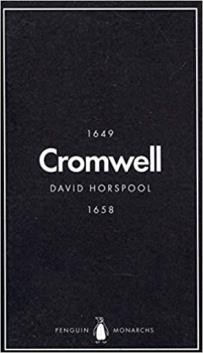 1649
Cromwell
DAVID HORSPOOL
1658
PENGUIN MONARCHS